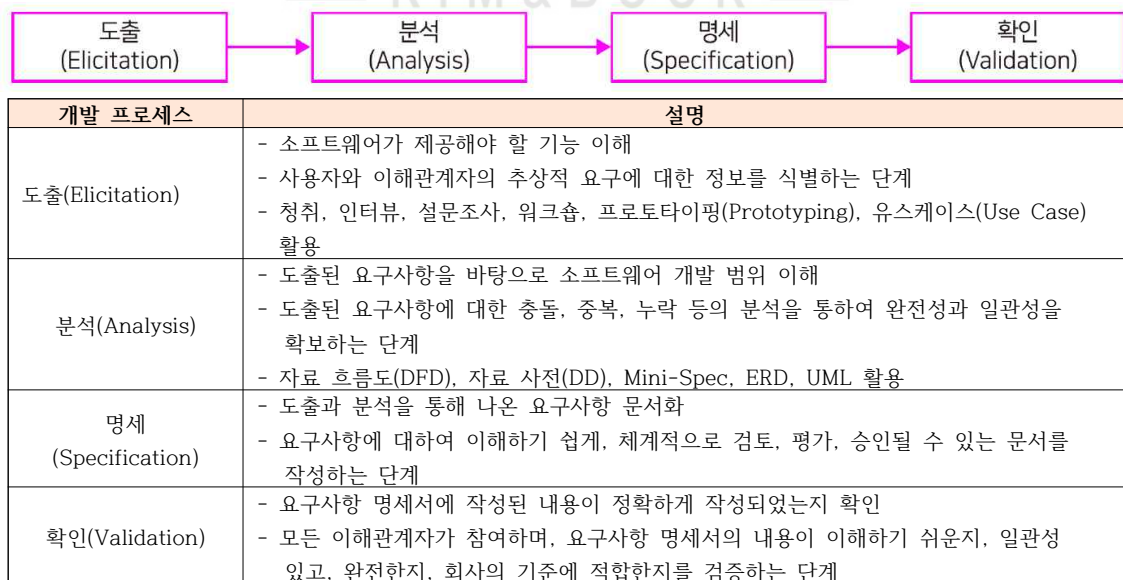 도출
(Elicitation)
분석
(Analysis)
명세
(Specification)
확인
(Validation)
개발 프로세스
설명
도출(Elicitation)
- 소프트웨어가 제공해야 할 기능 이해
- 사용자와 이해관계자의 추상적 요구에 대한 정보를 식별하는 단계
- 청취, 인터뷰, 설문조사, 워크숍, 프로토타이핑(Prototyping), 유스케이스(Use Case)
활용
분석(Analysis)
- 도출된 요구사항을 바탕으로 소프트웨어 개발 범위 이해
- 도출된 요구사항에 대한 충돌, 중복, 누락 등의 분석을 통하여 완전성과 일관성을
확보하는 단계
- 자료 흐름도(DFD), 자료 사전(DD), Mini-Spec, ERD, UML 활용
명세
(Specification)
- 도출과 분석을 통해 나온 요구사항 문서화
- 요구사항에 대하여 이해하기 쉽게, 체계적으로 검토, 평가, 승인될 수 있는 문서를
작성하는 단계
확인(Validation)
- 요구사항 명세서에 작성된 내용이 정확하게 작성되었는지 확인
- 모든 이해관계자가 참여하며, 요구사항 명세서의 내용이 이해하기 쉬운지, 일관성
있고, 완전한지, 회사의 기준에 적합한지를 검증하는 단계